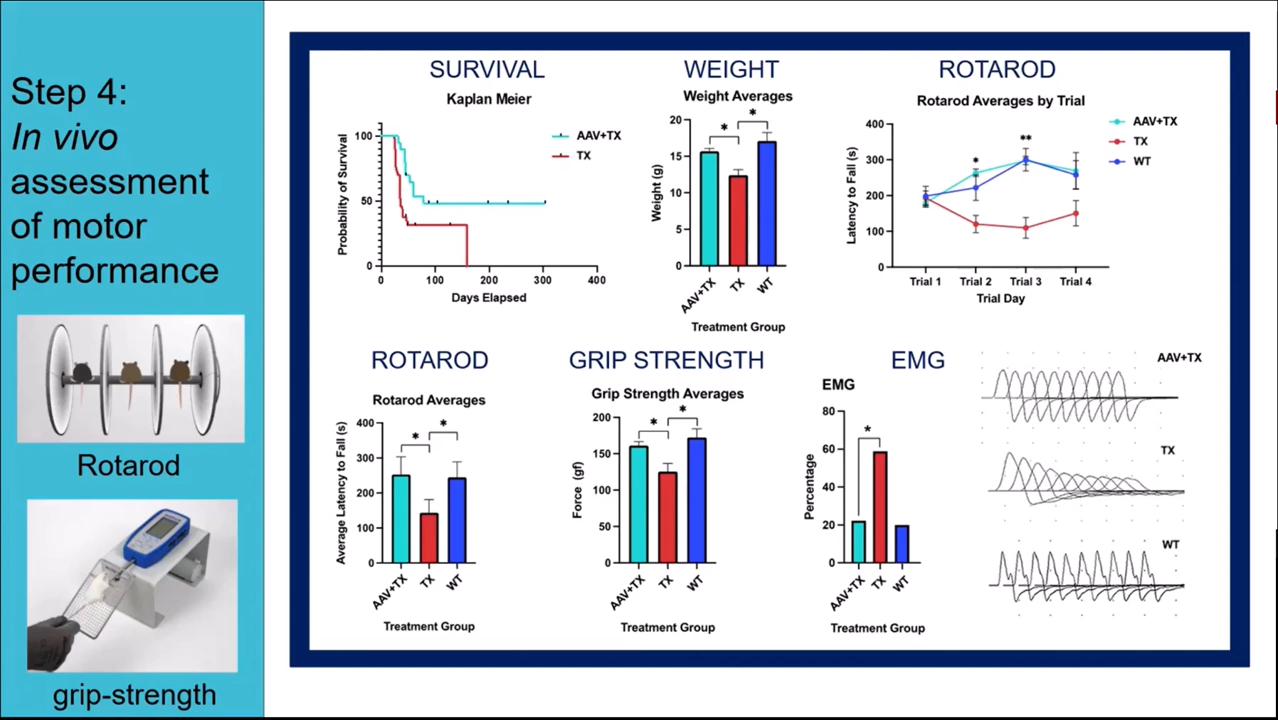 Step 4:
In vivo
assessment
of motor
performance
Rotarod
grip-strength
SURVIVAL
Kaplan Meier
Probability of Survival
100
50
0
0
100
200
300
400
Days Elapsed
AAV+TX
TX
WEIGHT
Weight Averages
Weight (g)
20
15
10
5
0
*
*
AAV+TX
TX
WT
Treatment Group
ROTAROD
Rotarod Averages by Trial
Latency to Fall (s)
400
300
200
100
0
*
**
Trial 1
Trial 2
Trial 3
Trial 4
Trial Day
AAV+TX
TX
WT
ROTAROD
Rotarod Averages
Average Latency to Fall (s)
400
300
200
100
0
*
*
AAV+TX
TX
WT
Treatment Group
GRIP STRENGTH
Grip Strength Averages
Force (gf)
200
150
100
50
0
*
*
AAV+TX
TX
WT
Treatment Group
EMG
EMG
Percentage
80
60
40
20
0
*
AAV+TX
TX
WT
Treatment Group
AAV+TX
TX
WT